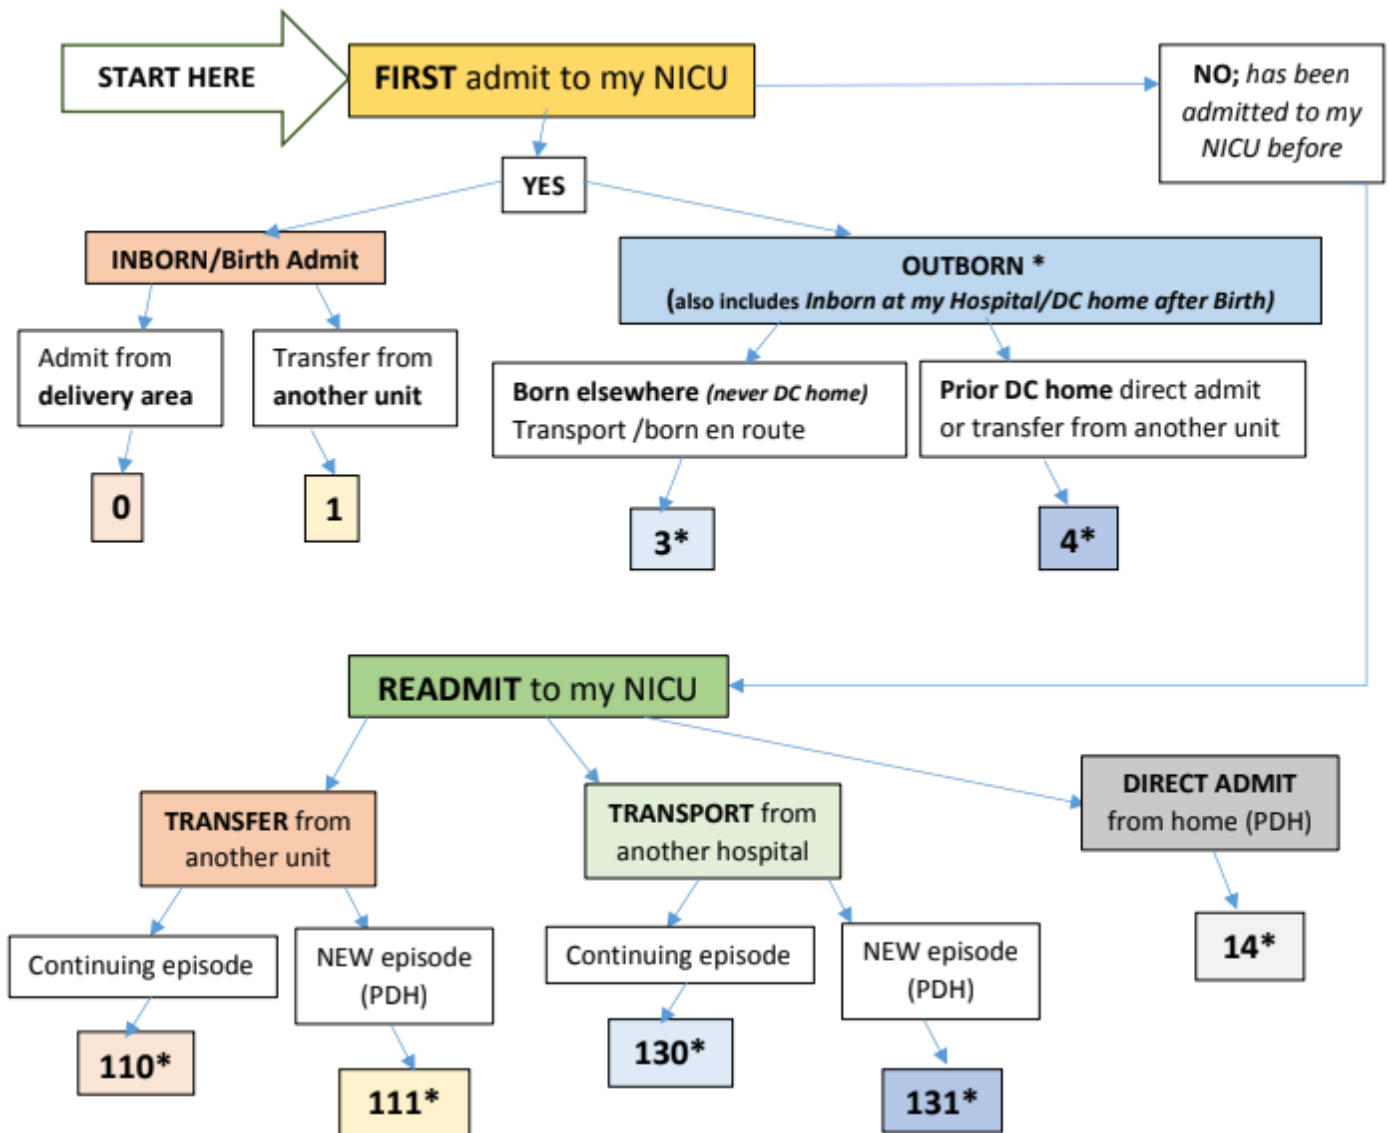 START HERE
FIRST admit to my NICU
NO; has been
admitted to my
NICU before
YES
INBORN/Birth Admit
OUTBORN *
(also includes Inborn at my Hospital/DC home after Birth)
Admit from
delivery area
Transfer from
another unit
Born elsewhere (never DC home)
Transport /born en route
Prior DC home direct admit
or transfer from another unit
0
1
3*
4*
READMIT to my NICU
TRANSFER from
another unit
TRANSPORT from
another hospital
DIRECT ADMIT
from home (PDH)
Continuing episode
NEW episode
(PDH)
Continuing episode
NEW episode
(PDH)
14*
110*
111*
130*
131*